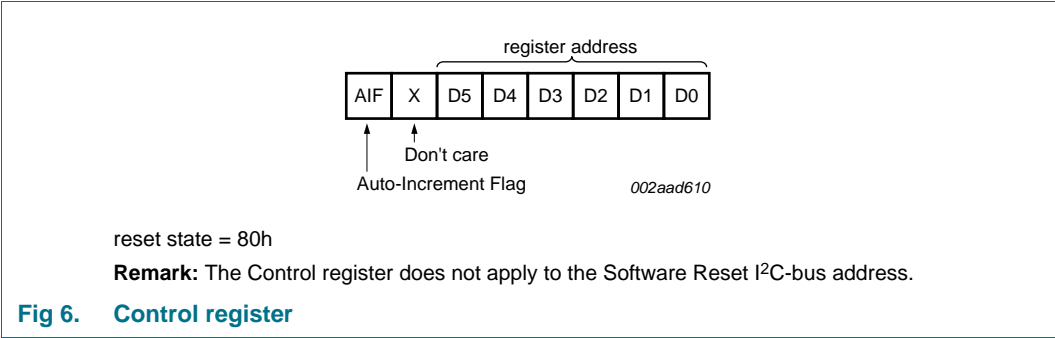 register address
AIF X D5 D4 D3 D2 D1 D0
Don't care
Auto-Increment Flag
002aad610
reset state = 80h
Remark: The Control register does not apply to the Software Reset I²C-bus address.
Fig 6. Control register